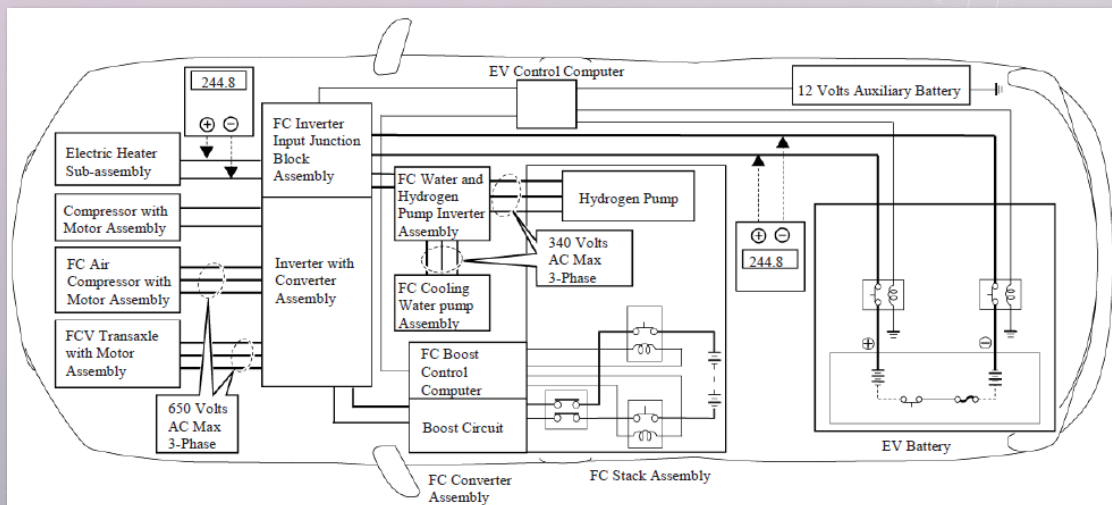 EV Control Computer
244.8
12 Volts Auxiliary Battery
FC Inverter
Input Junction
Block
Assembly
Electric Heater
Sub-assembly
FC Water and
Hydrogen
Pump Inverter
Assembly
Hydrogen Pump
Compressor with
Motor Assembly
340 Volts
AC Max
3-Phase
244.8
FC Air
Compressor with
Motor Assembly
Inverter with
Converter
Assembly
FC Cooling
Water pump
Assembly
FCV Transaxle
with Motor
Assembly
FC Boost
Control
Computer
650 Volts
AC Max
3-Phase
Boost Circuit
EV Battery
FC Converter
Assembly
FC Stack Assembly